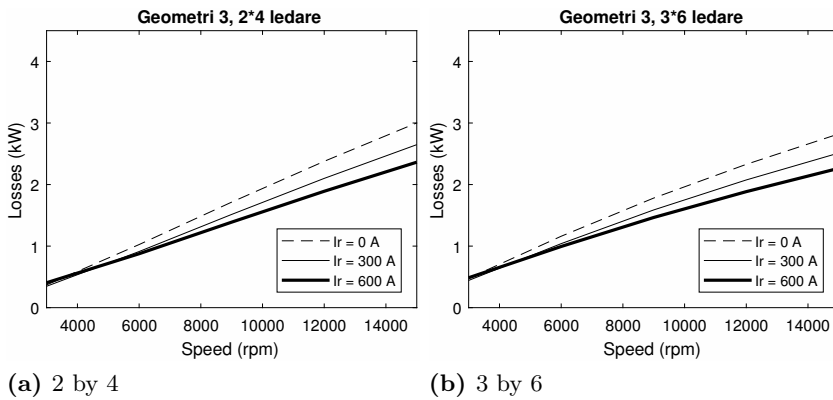 Geometri 3, 2*4 ledare
Losses (kW)
4
3
2
1
0
4000 6000 8000 10000 12000 14000
Speed (rpm)
Ir = 0 A
Ir = 300 A
Ir = 600 A
(a) 2 by 4
Geometri 3, 3*6 ledare
Losses (kW)
4
3
2
1
0
4000 6000 8000 10000 12000 14000
Speed (rpm)
Ir = 0 A
Ir = 300 A
Ir = 600 A
(b) 3 by 6